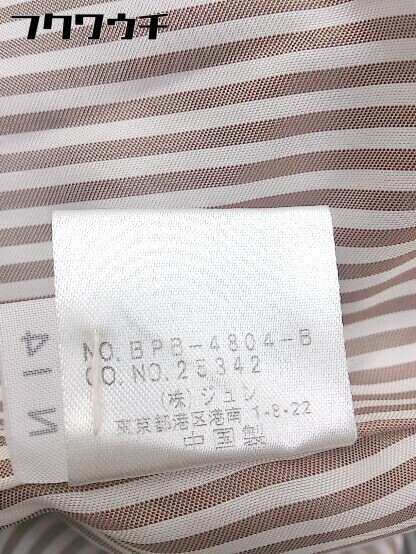 フクウウチ
NO. BPB-4804-B
CO. NO. 25342
(株)ジュン
東京都港区港南 1-8-22
中国製